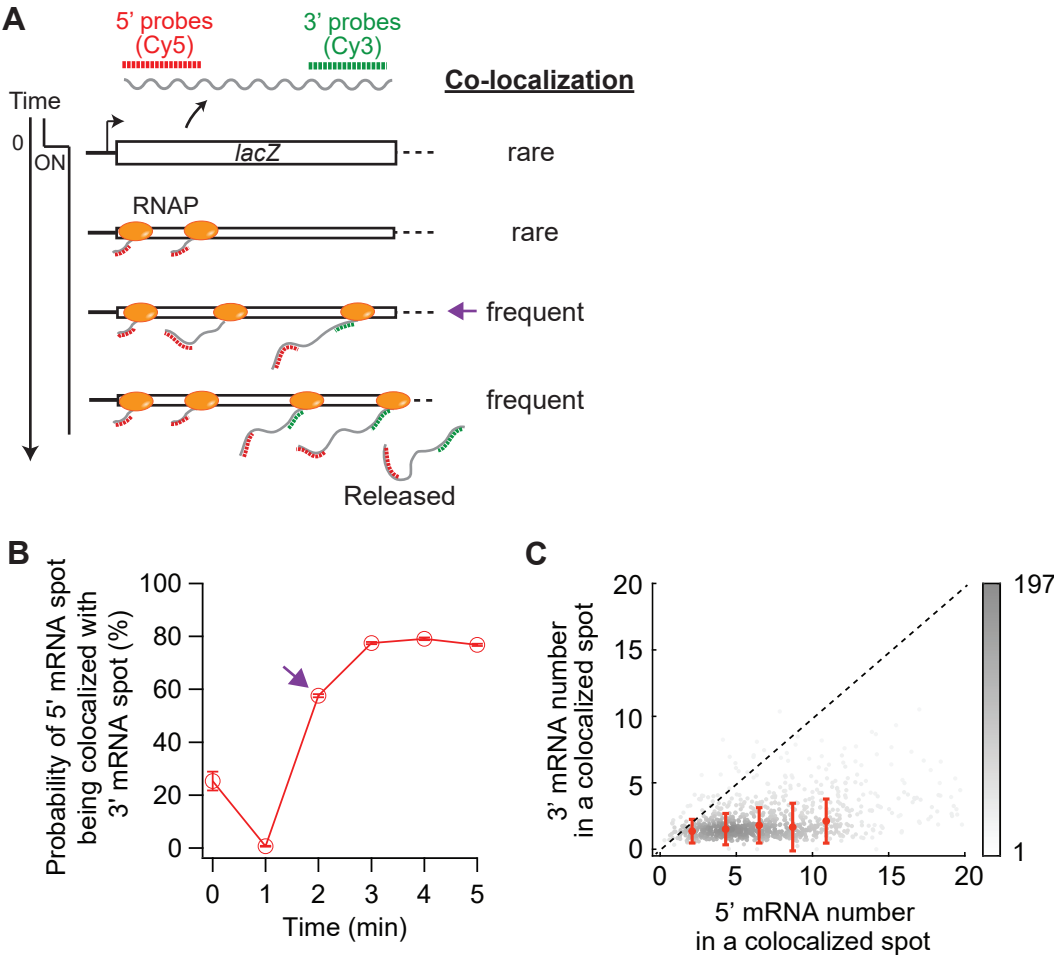 A
5’ probes
(Cy5)
3’ probes
(Cy3)
Co-localization
Time
0
ON
lacZ
rare
RNAP
rare
frequent
frequent
Released
B
Probability of 5’ mRNA spot
being colocalized with
3’ mRNA spot (%)
100
80
60
40
20
0
0 1 2 3 4 5
Time (min)
C
3’ mRNA number
in a colocalized spot
20
15
10
5
0
0 5 10 15 20
5’ mRNA number
in a colocalized spot
197
1